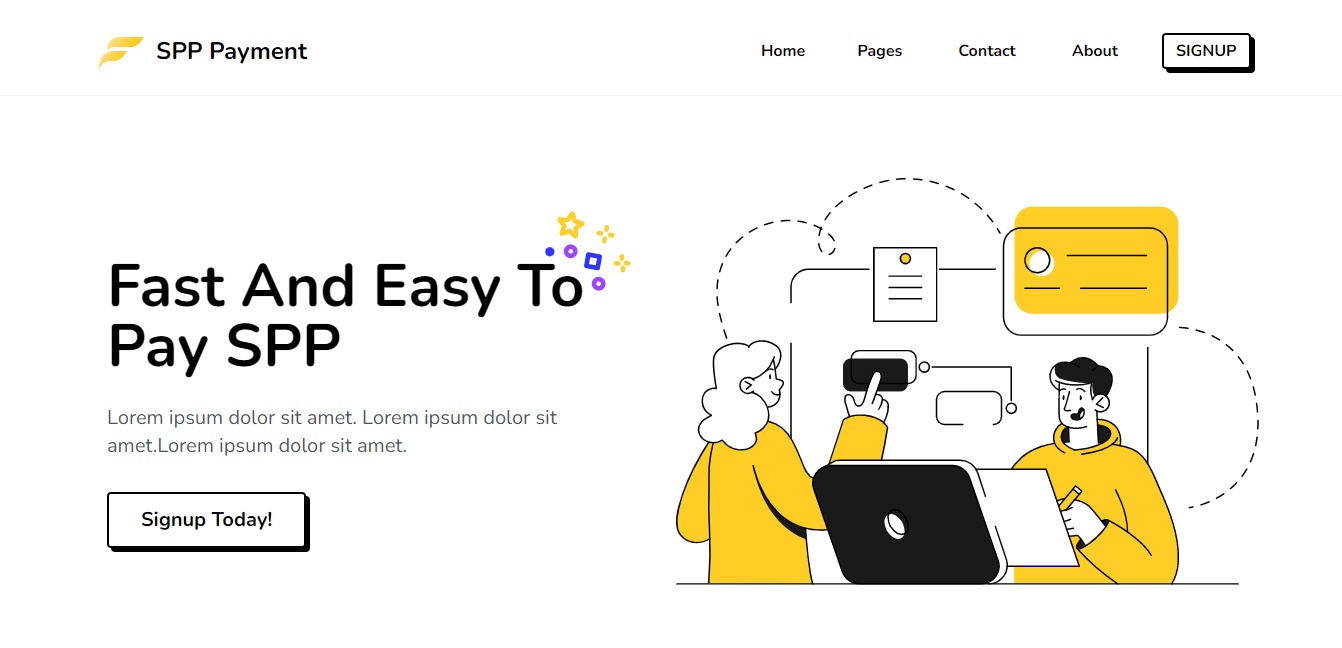 SPP Payment
Home Pages Contact About SIGNUP
Fast And Easy To
Pay SPP
Lorem ipsum dolor sit amet. Lorem ipsum dolor sit
amet.Lorem ipsum dolor sit amet.
Signup Today!